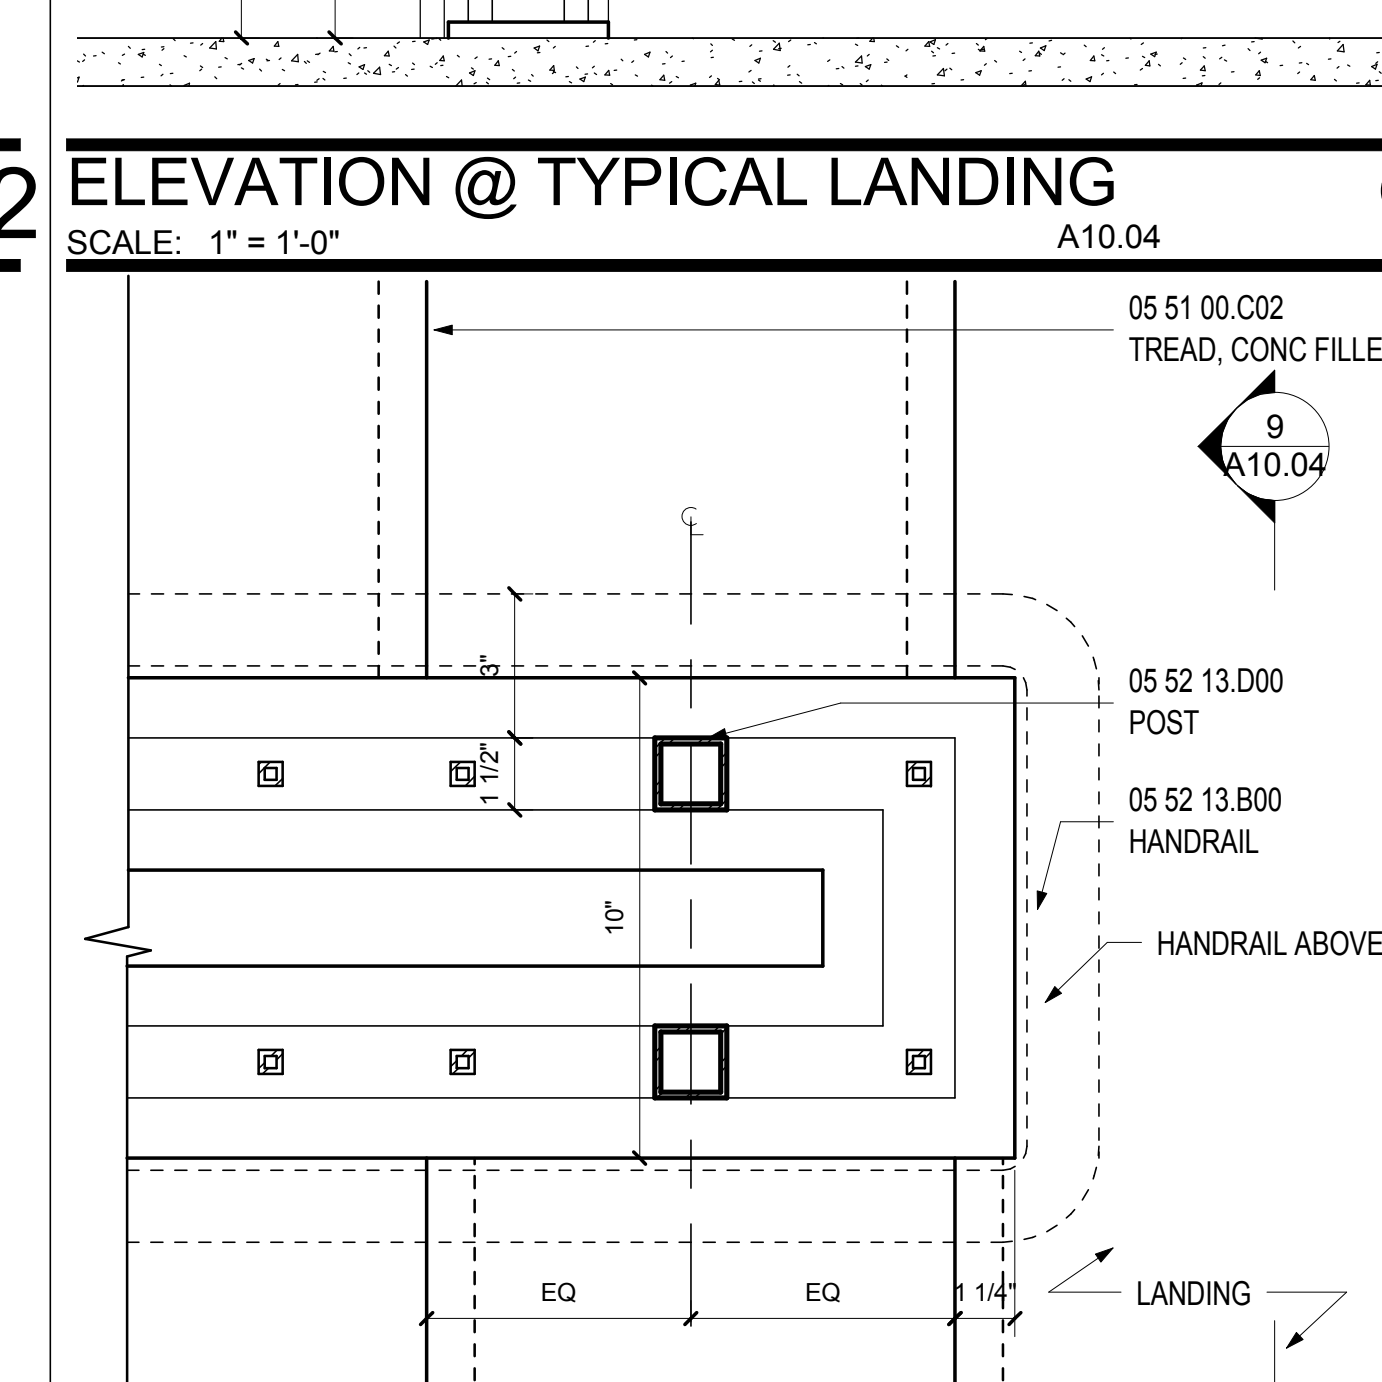 2
ELEVATION @ TYPICAL LANDING
SCALE: 1" = 1'-0"
A10.04
05 51 00.C02
TREAD, CONC FILLE
9
A10.04
CL
3"
05 52 13.D00
POST
1 1/2"
05 52 13.B00
HANDRAIL
10"
HANDRAIL ABOVE
EQ
EQ
1 1/4"
LANDING